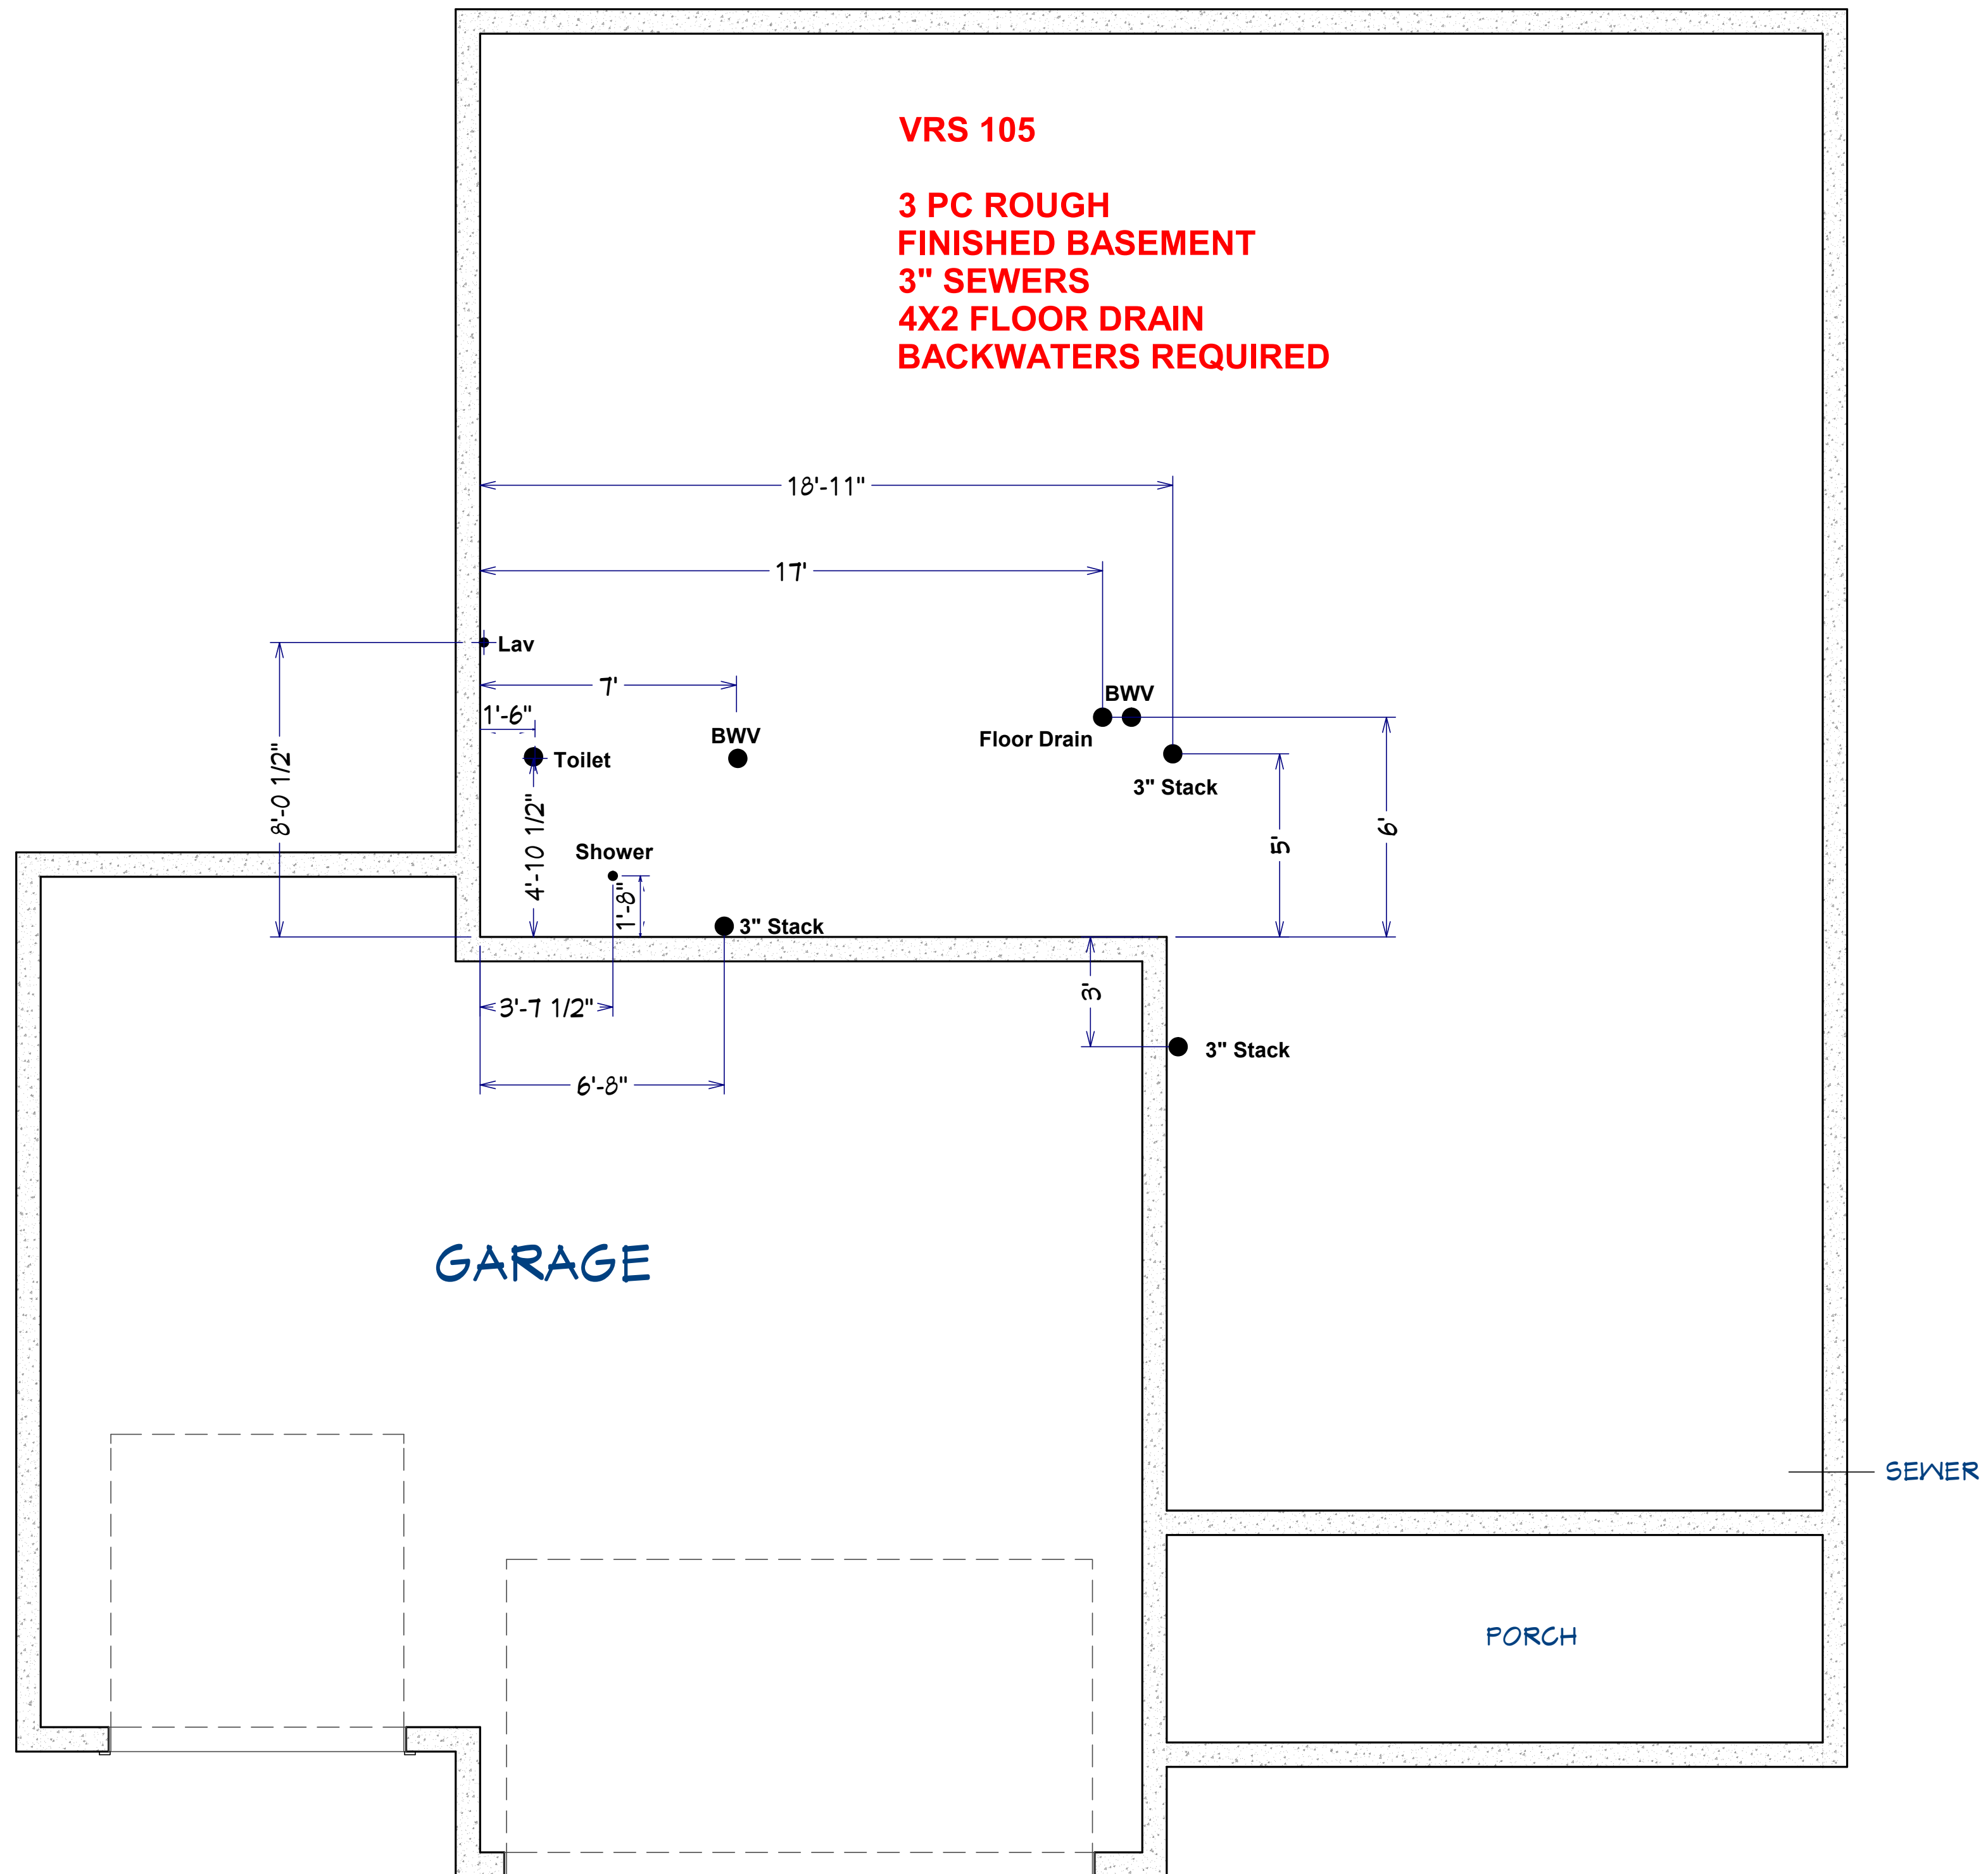 VRS 105
3 PC ROUGH
FINISHED BASEMENT
3" SEWERS
4X2 FLOOR DRAIN
BACKWATERS REQUIRED
18'-11"
17'
Lav
7'
1'-6"
BWV
BWV
Floor Drain
Toilet
3" Stack
8'-0 1/2"
4'-10 1/2"
5'
6'
Shower
1'-8"
3" Stack
3'-7 1/2"
3'
3" Stack
6'-8"
GARAGE
SEWER
PORCH